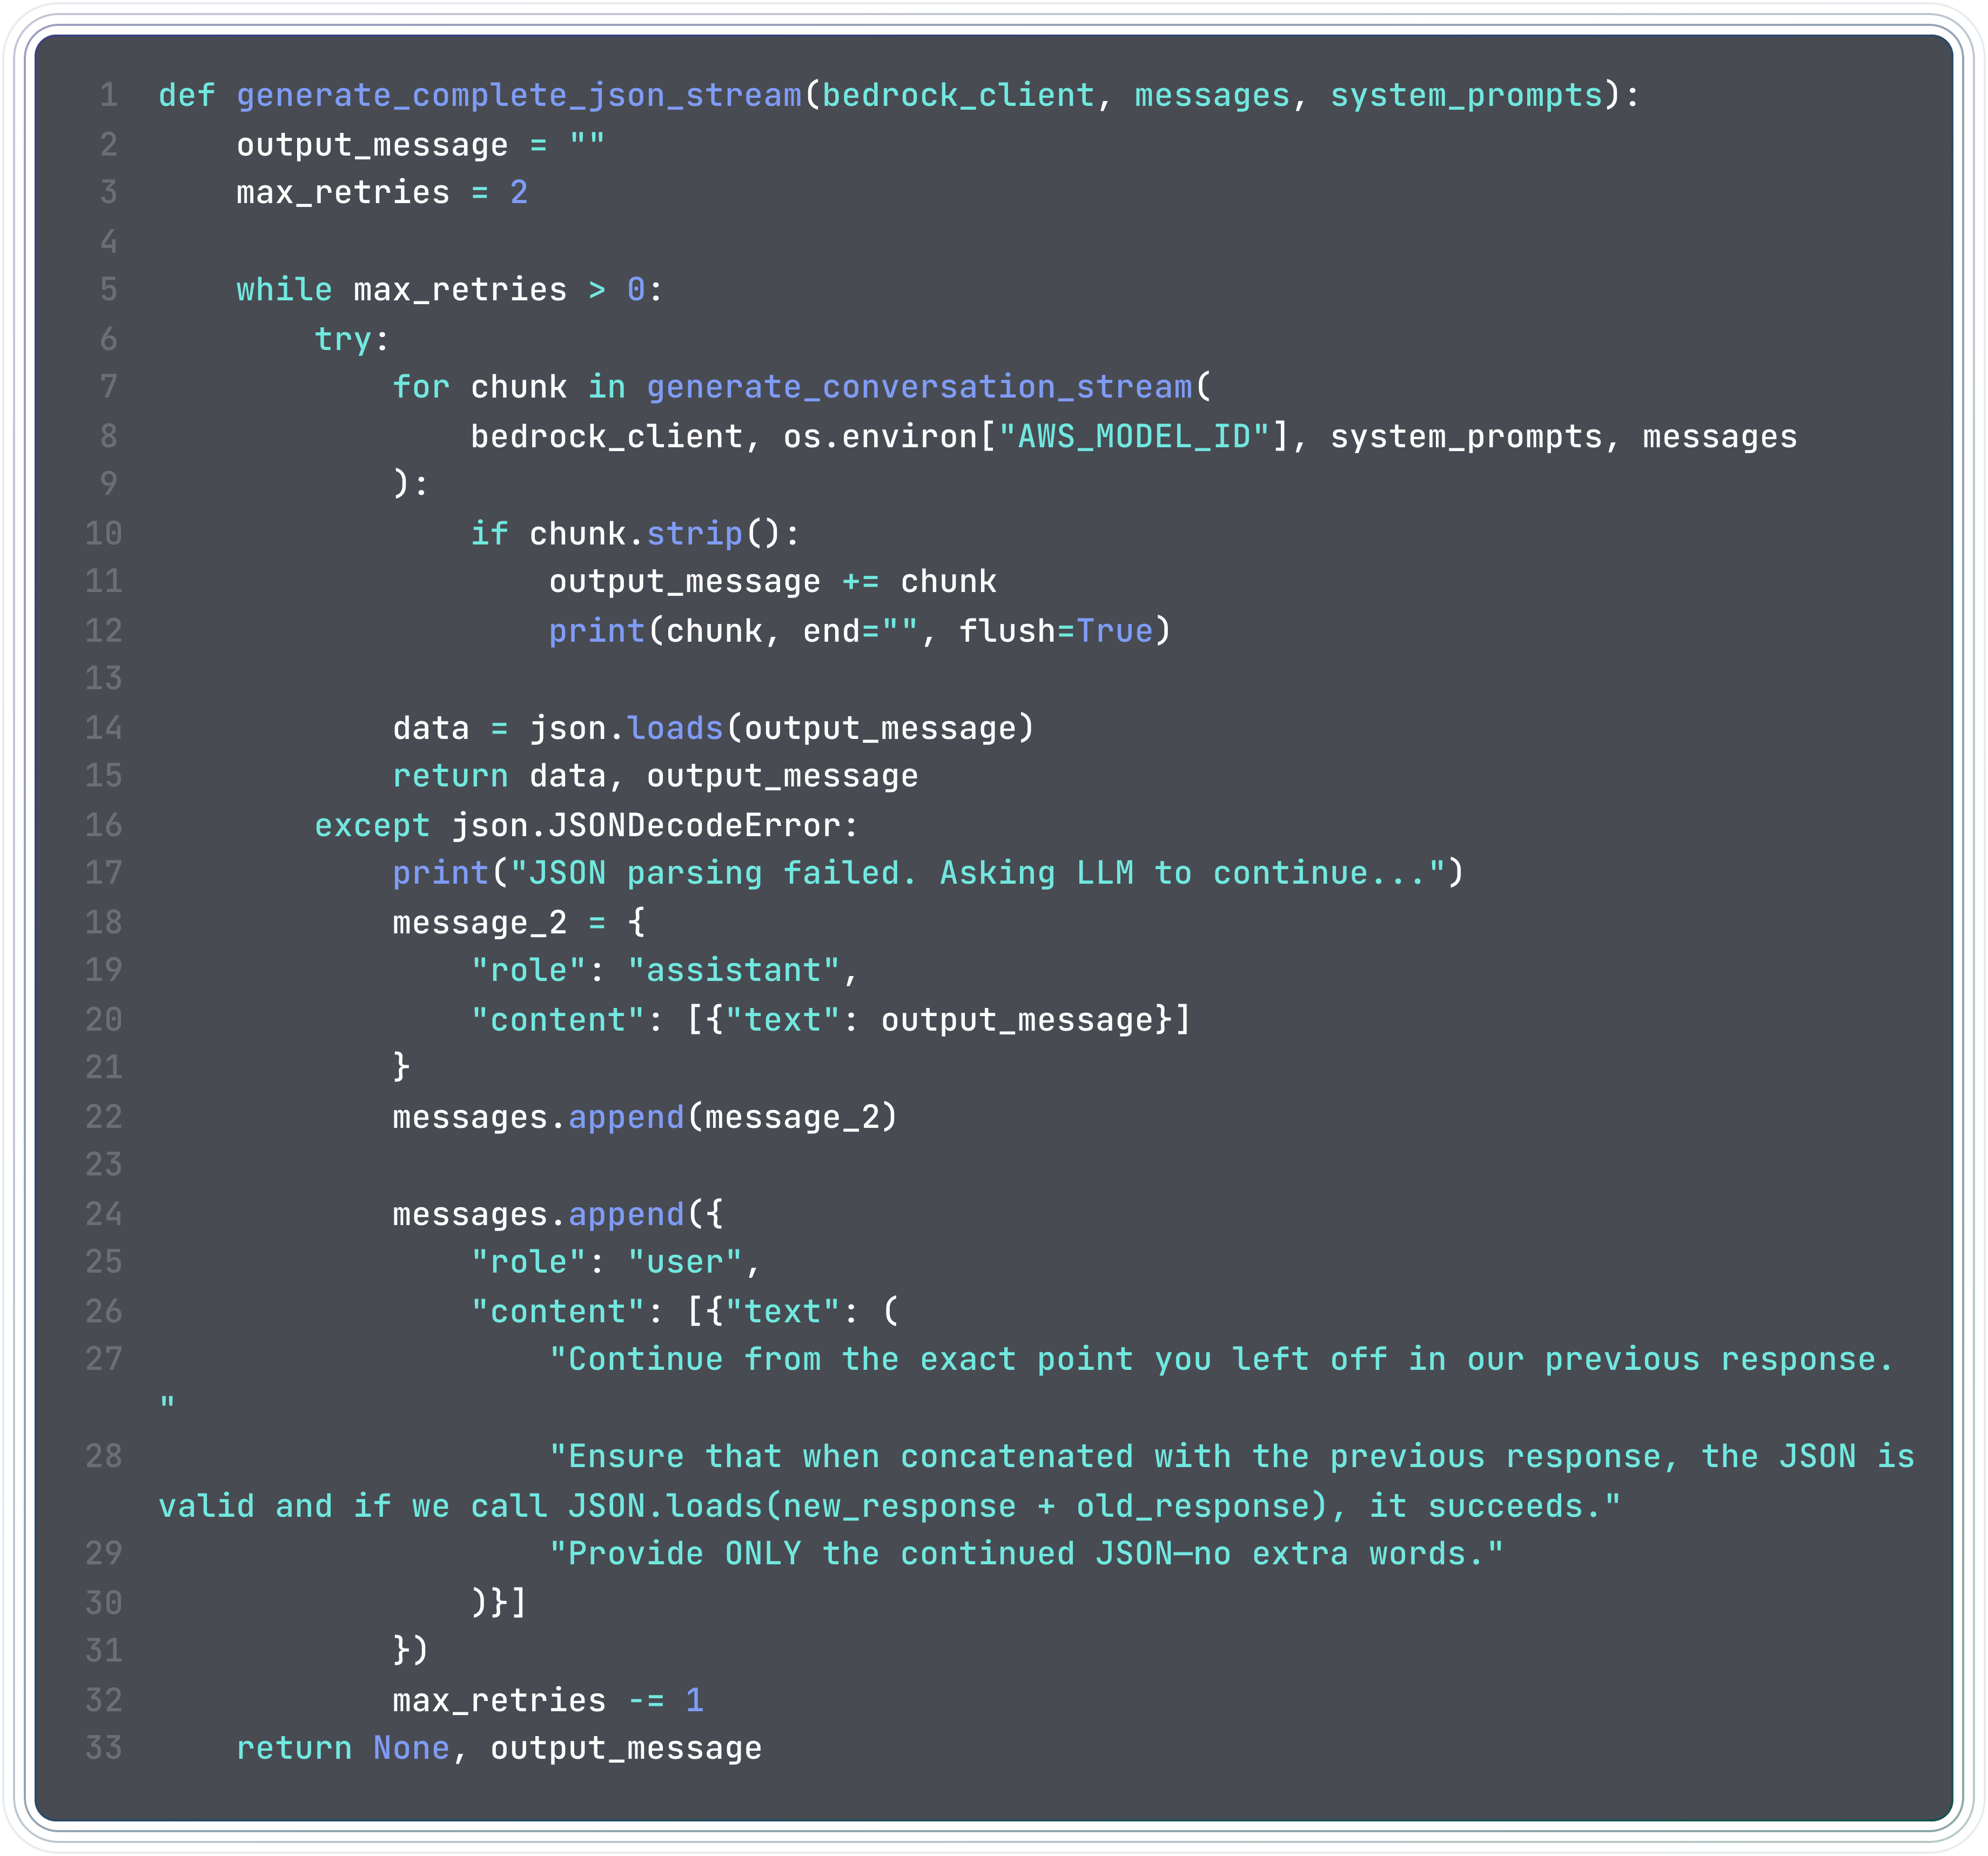 1 def generate_complete_json_stream(bedrock_client, messages, system_prompts):
2     output_message = ""
3     max_retries = 2
4
5     while max_retries > 0:
6         try:
7             for chunk in generate_conversation_stream(
8                 bedrock_client, os.environ["AWS_MODEL_ID"], system_prompts, messages
9             ):
10                 if chunk.strip():
11                     output_message += chunk
12                     print(chunk, end="", flush=True)
13
14             data = json.loads(output_message)
15             return data, output_message
16         except json.JSONDecodeError:
17             print("JSON parsing failed. Asking LLM to continue...")
18             message_2 = {
19                 "role": "assistant",
20                 "content": [{"text": output_message}]
21             }
22             messages.append(message_2)
23
24             messages.append({
25                 "role": "user",
26                 "content": [{"text": (
27                     "Continue from the exact point you left off in our previous response.
"
28                     "Ensure that when concatenated with the previous response, the JSON is
valid and if we call JSON.loads(new_response + old_response), it succeeds."
29                     "Provide ONLY the continued JSON—no extra words."
30                 )}]
31             })
32             max_retries -= 1
33     return None, output_message